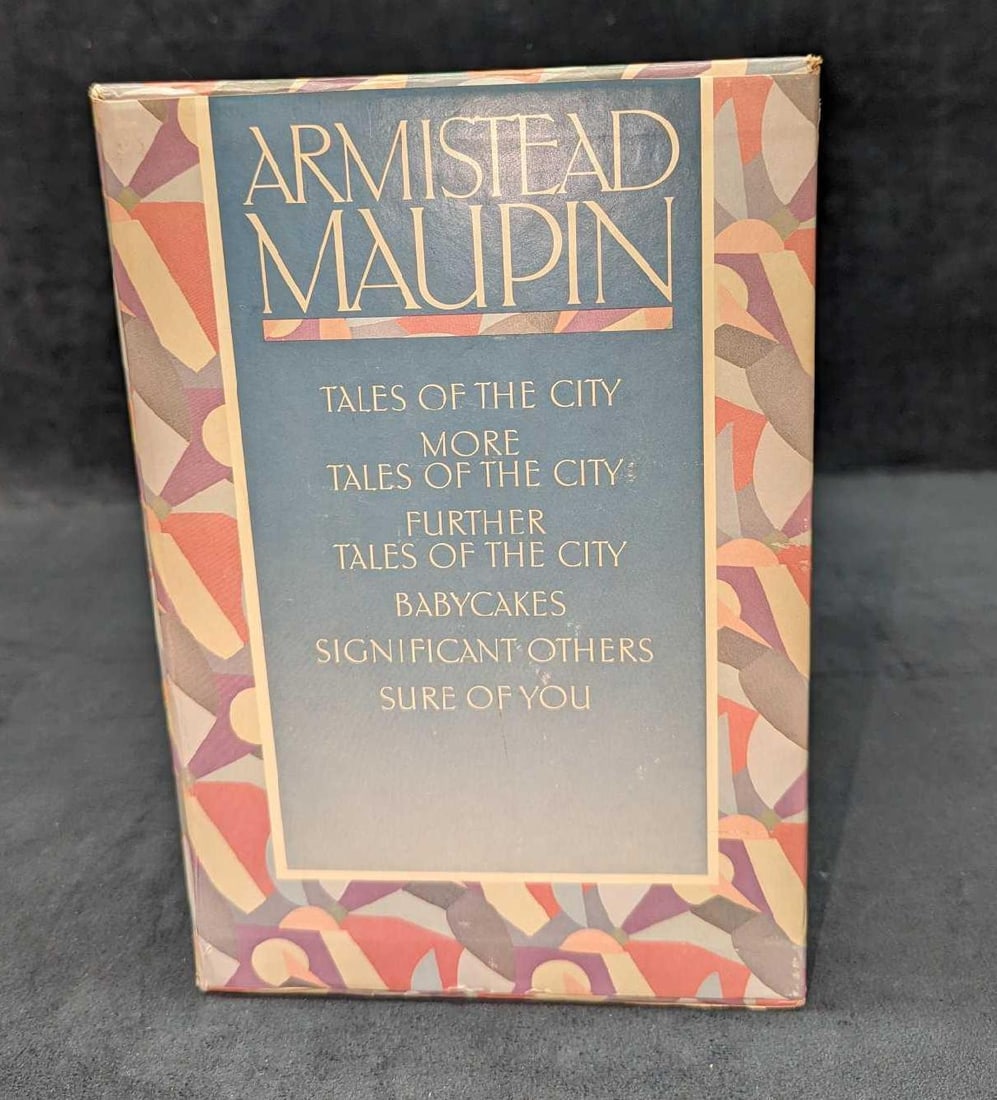 ARMISTEAD
MAUPIN
TALES OF THE CITY
MORE
TALES OF THE CITY
FURTHER
TALES OF THE CITY
BABYCAKES
SIGNIFICANT OTHERS
SURE OF YOU